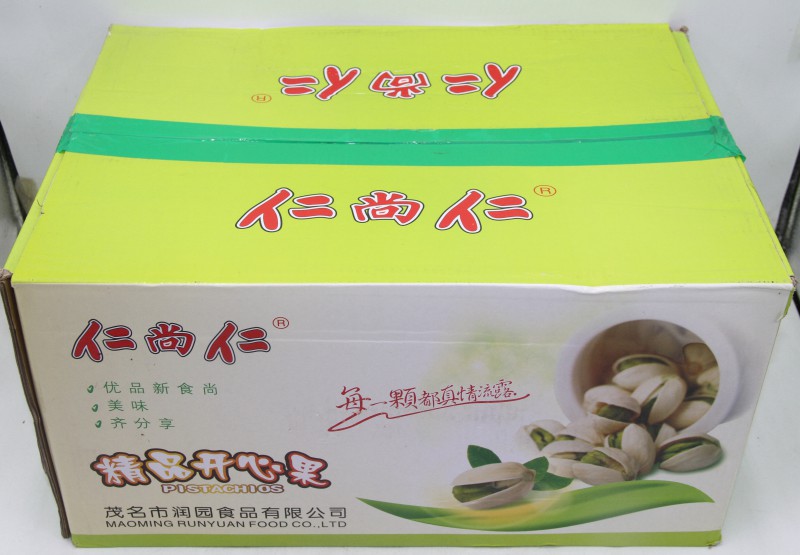 仁尚仁®
仁尚仁®
仁尚仁®
优品新食尚
美味
齐分享
每一颗都真情流露
精品开心果
PISTACHIOS
茂名市润园食品有限公司
MAOMING RUNYUAN FOOD CO.,LTD